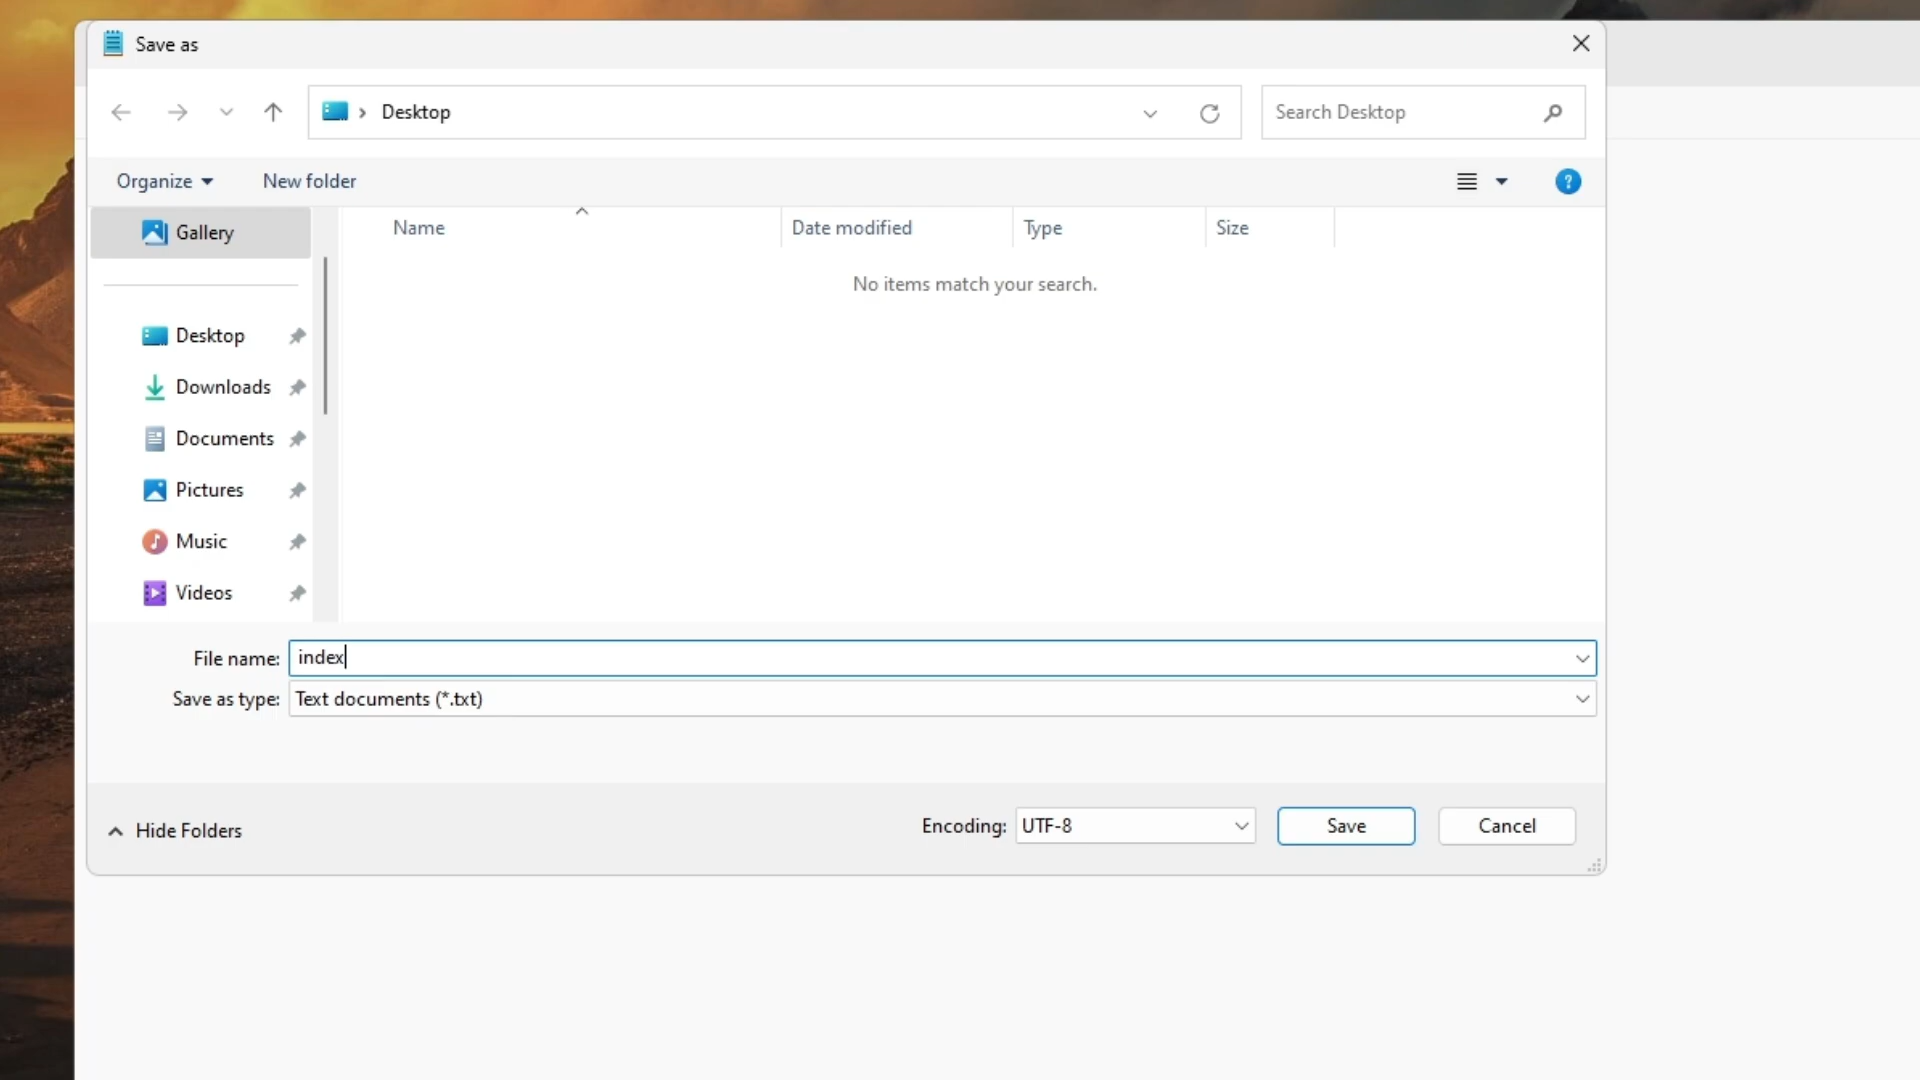 Save as
Desktop
Search Desktop
Organize
New folder
?
Gallery
Name
Date modified
Type
Size
No items match your search.
Desktop
Downloads
Documents
Pictures
Music
Videos
File name: index
Save as type: Text documents (*.txt)
Hide Folders
Encoding: UTF-8
Save
Cancel